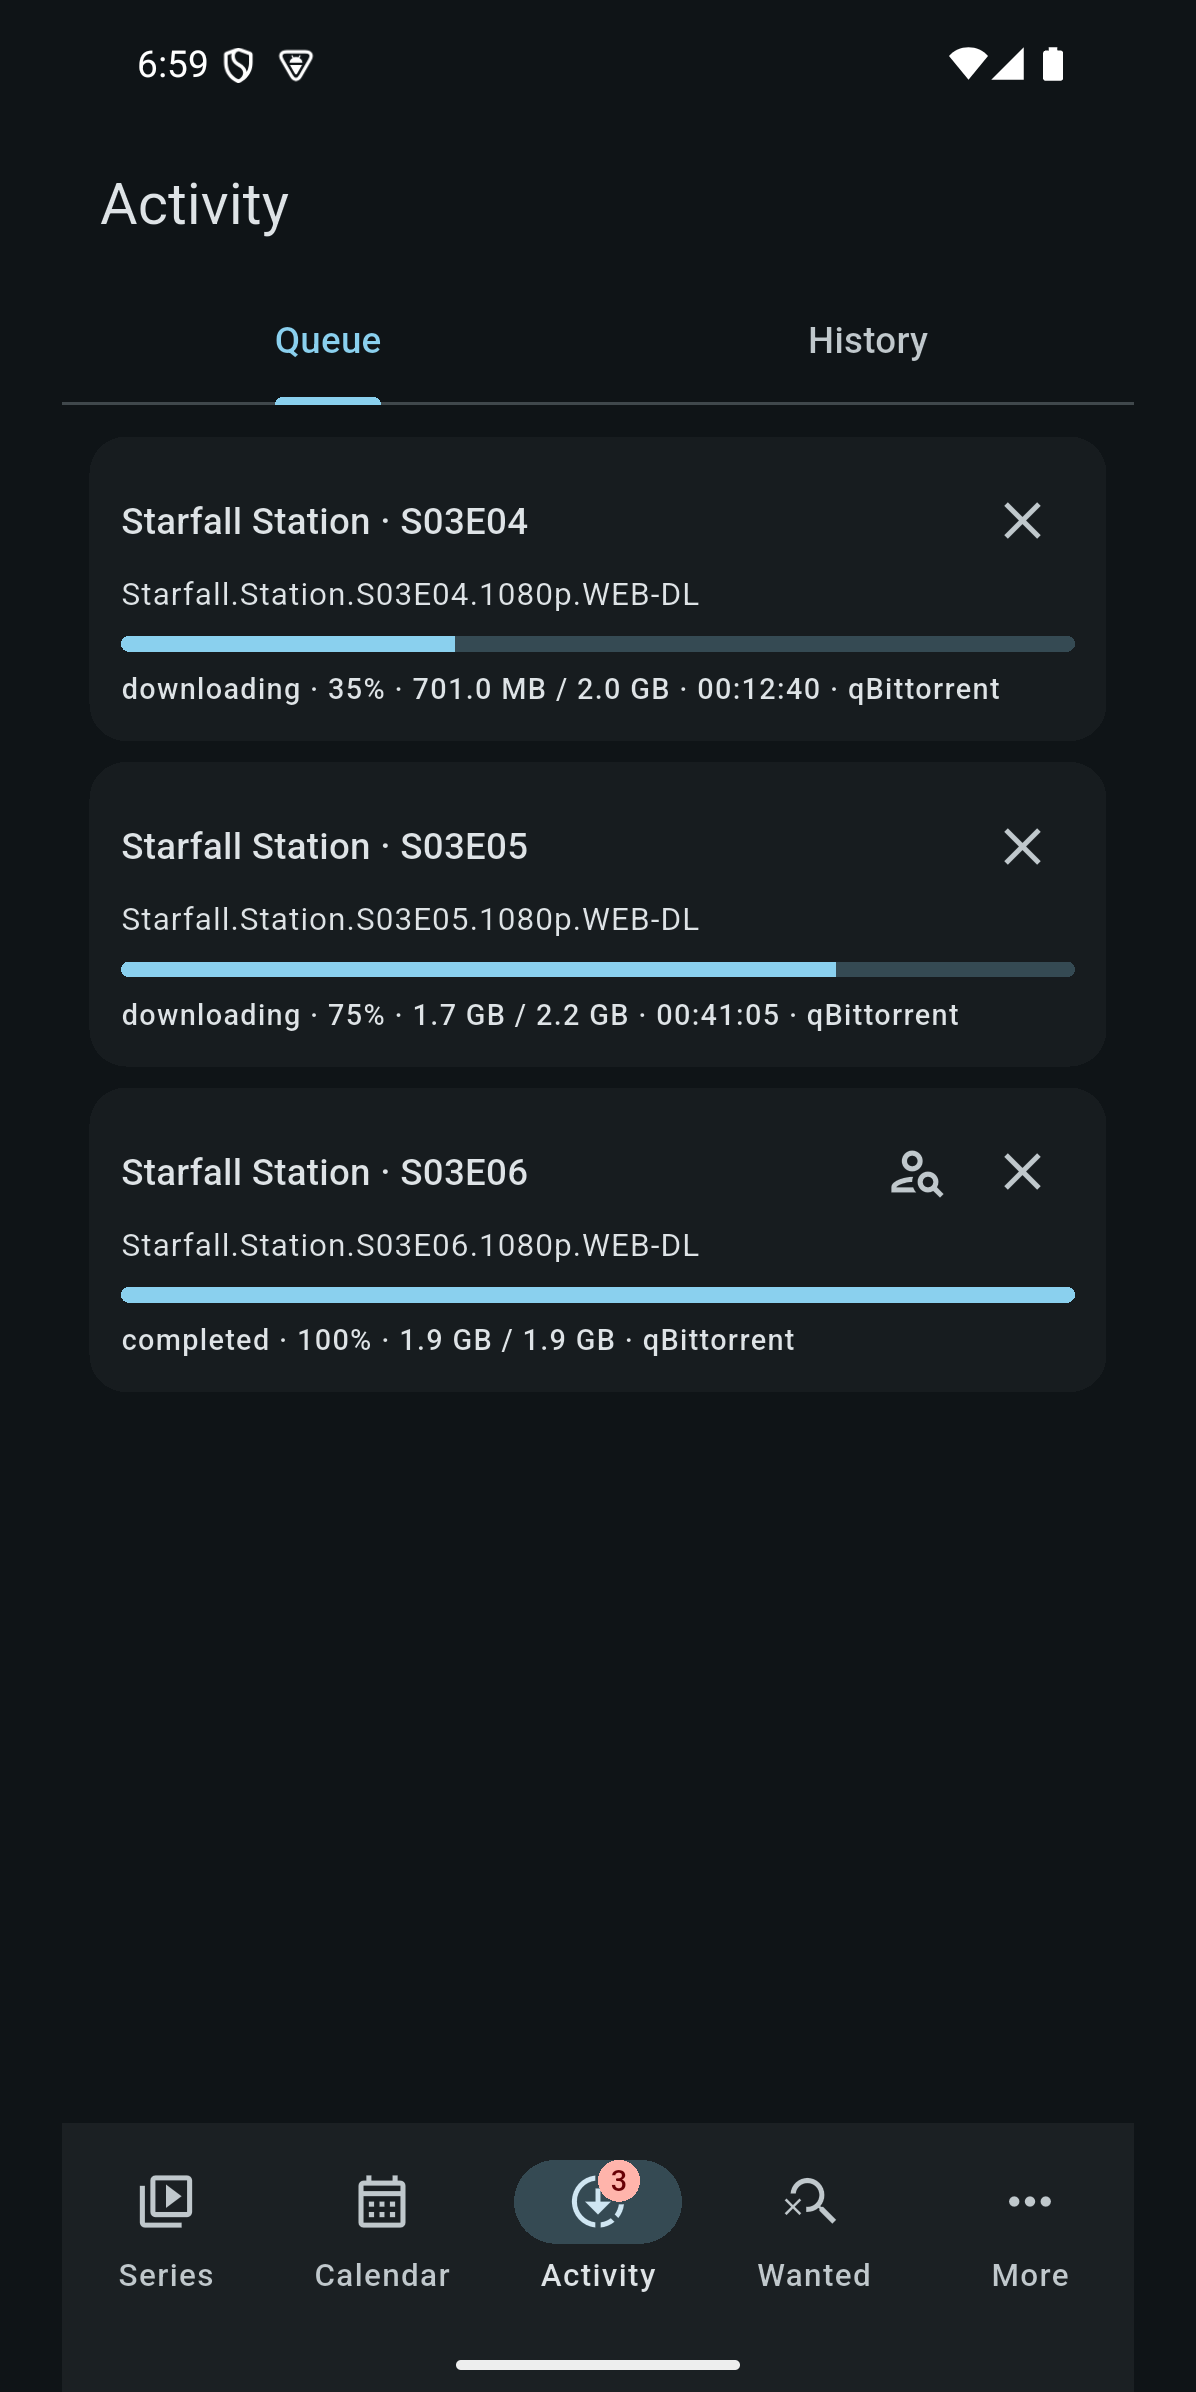 6:59
Activity
Queue
History
Starfall Station · S03E04
Starfall.Station.S03E04.1080p.WEB-DL
downloading · 35% · 701.0 MB / 2.0 GB · 00:12:40 · qBittorrent
Starfall Station · S03E05
Starfall.Station.S03E05.1080p.WEB-DL
downloading · 75% · 1.7 GB / 2.2 GB · 00:41:05 · qBittorrent
Starfall Station · S03E06
Starfall.Station.S03E06.1080p.WEB-DL
completed · 100% · 1.9 GB / 1.9 GB · qBittorrent
3
Series
Calendar
Activity
Wanted
More